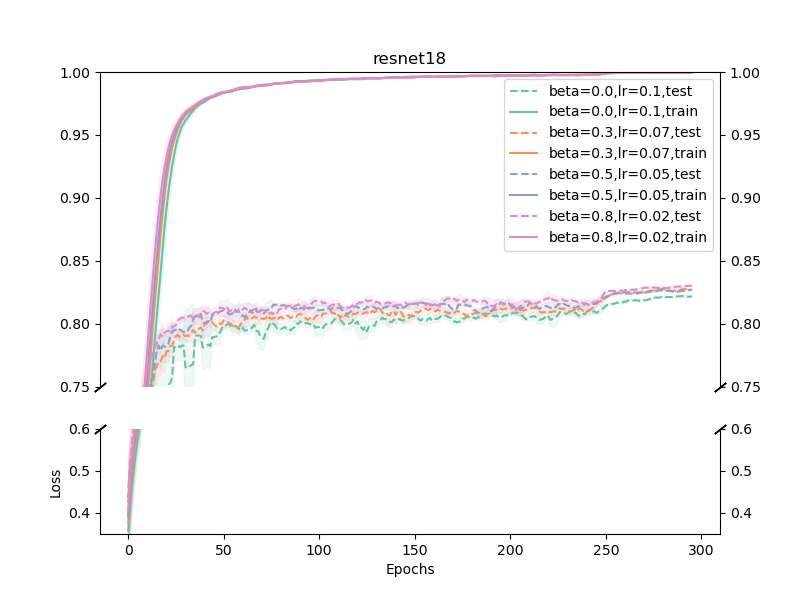 resnet18
1.00
0.95
0.90
0.85
0.80
0.75
1.00
0.95
0.90
0.85
0.80
0.75
beta=0.0,lr=0.1,test
beta=0.0,lr=0.1,train
beta=0.3,lr=0.07,test
beta=0.3,lr=0.07,train
beta=0.5,lr=0.05,test
beta=0.5,lr=0.05,train
beta=0.8,lr=0.02,test
beta=0.8,lr=0.02,train
0.6
0.5
0.4
0.6
0.5
0.4
Loss
0 50 100 150 200 250 300
Epochs